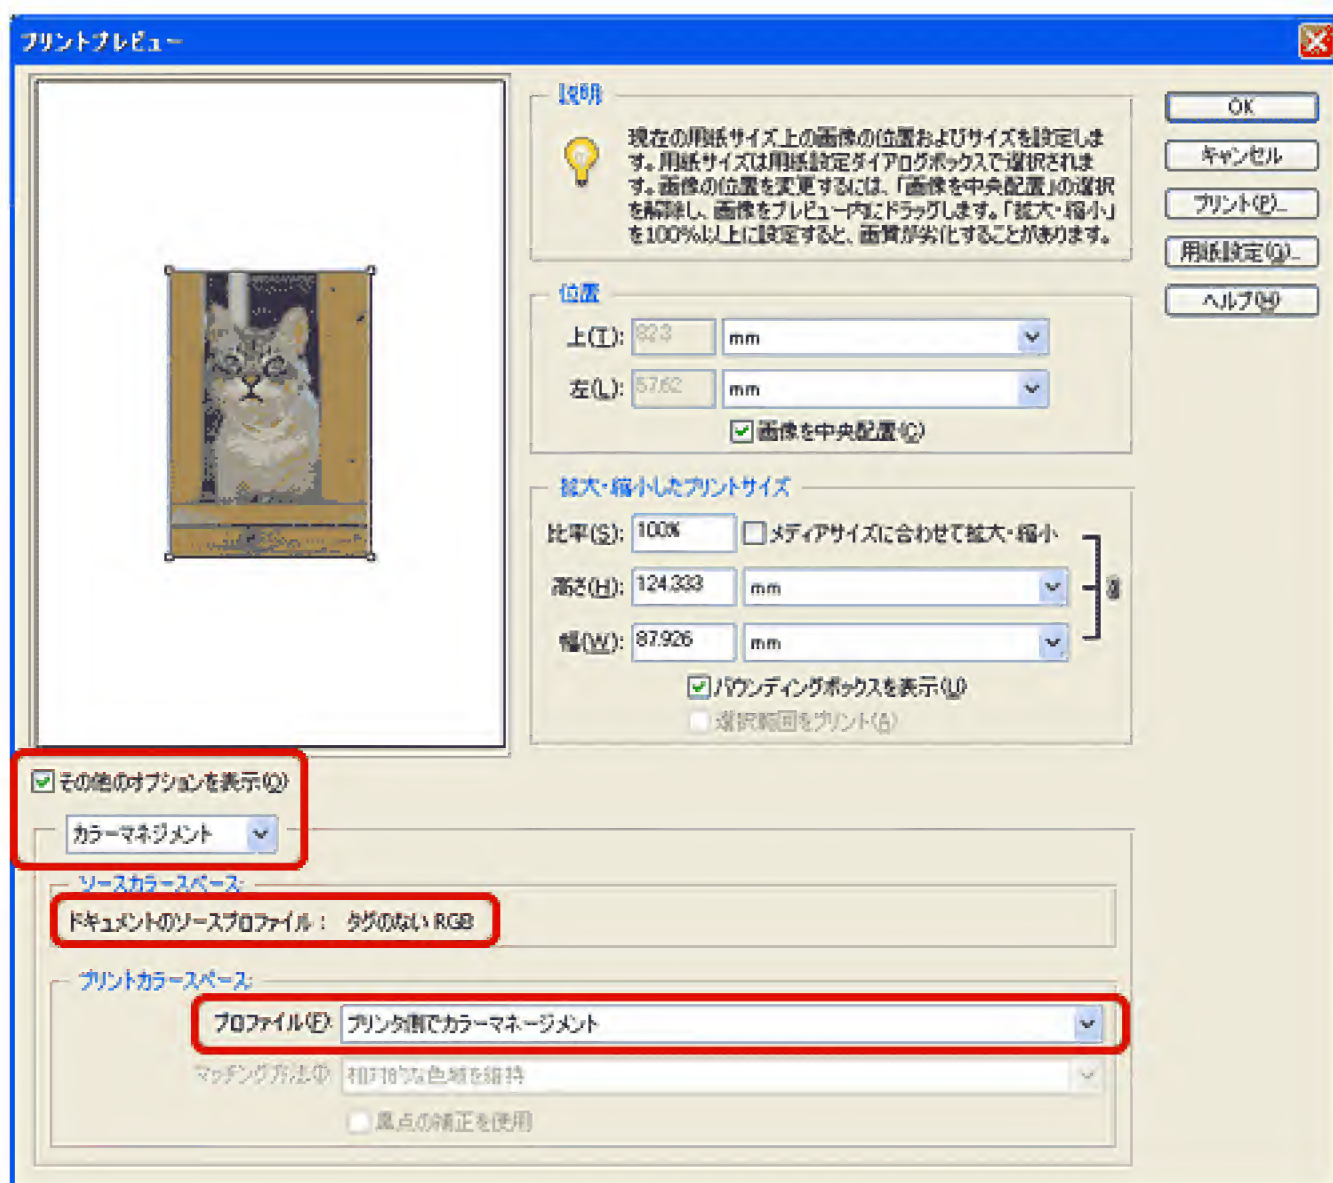 プリントプレビュー
説明
現在の用紙サイズ上の画像の位置およびサイズを設定しま
す。用紙サイズは用紙設定ダイアログボックスで選択されま
す。画像の位置を変更するには、「画像を中央配置」の選択
を解除し、画像をプレビュー内にドラッグします。「拡大・縮小」
を100%以上に設定すると、画質が劣化することがあります。
OK
キャンセル
プリント(P)...
用紙設定(G)...
ヘルプ(H)
位置
上(T): 82.3 mm
左(L): 57.62 mm
画像を中央配置(C)
拡大・縮小したプリントサイズ
比率(S): 100% メディアサイズに合わせて拡大・縮小
高さ(H): 124.333 mm
幅(W): 87.926 mm
バウンディングボックスを表示(U)
選択範囲をプリント(A)
その他のオプションを表示(O)
カラーマネジメント
ソースカラースペース:
ドキュメントのソースプロファイル： タグのない RGB
プリントカラースペース:
プロファイル(F): プリンタ側でカラーマネージメント
マッチング方法(I): 相対的な色域を維持
黒点の補正を使用